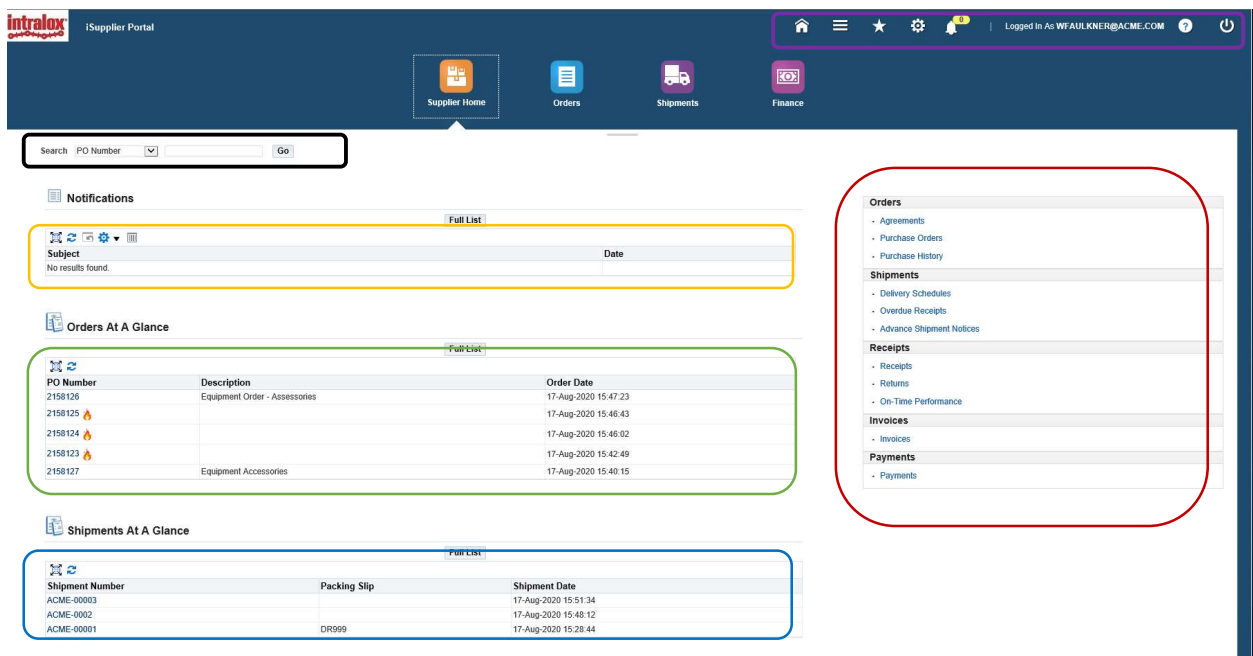 intralox
iSupplier Portal
0
Logged In As WFAULKNER@ACME.COM
?
Supplier Home
Orders
Shipments
Finance
Search PO Number Go
Notifications
Full List
Subject Date
No results found.
Orders At A Glance
Full List
PO Number Description Order Date
2158126 Equipment Order - Assessories 17-Aug-2020 15:47:23
2158125 17-Aug-2020 15:46:43
2158124 17-Aug-2020 15:46:02
2158123 17-Aug-2020 15:42:49
2158127 Equipment Accessories 17-Aug-2020 15:40:15
Shipments At A Glance
Full List
Shipment Number Packing Slip Shipment Date
ACME-00003 17-Aug-2020 15:51:34
ACME-0002 17-Aug-2020 15:48:12
ACME-00001 DR999 17-Aug-2020 15:28:44
Orders
- Agreements
- Purchase Orders
- Purchase History
Shipments
- Delivery Schedules
- Overdue Receipts
- Advance Shipment Notices
Receipts
- Receipts
- Returns
- On-Time Performance
Invoices
- Invoices
Payments
- Payments